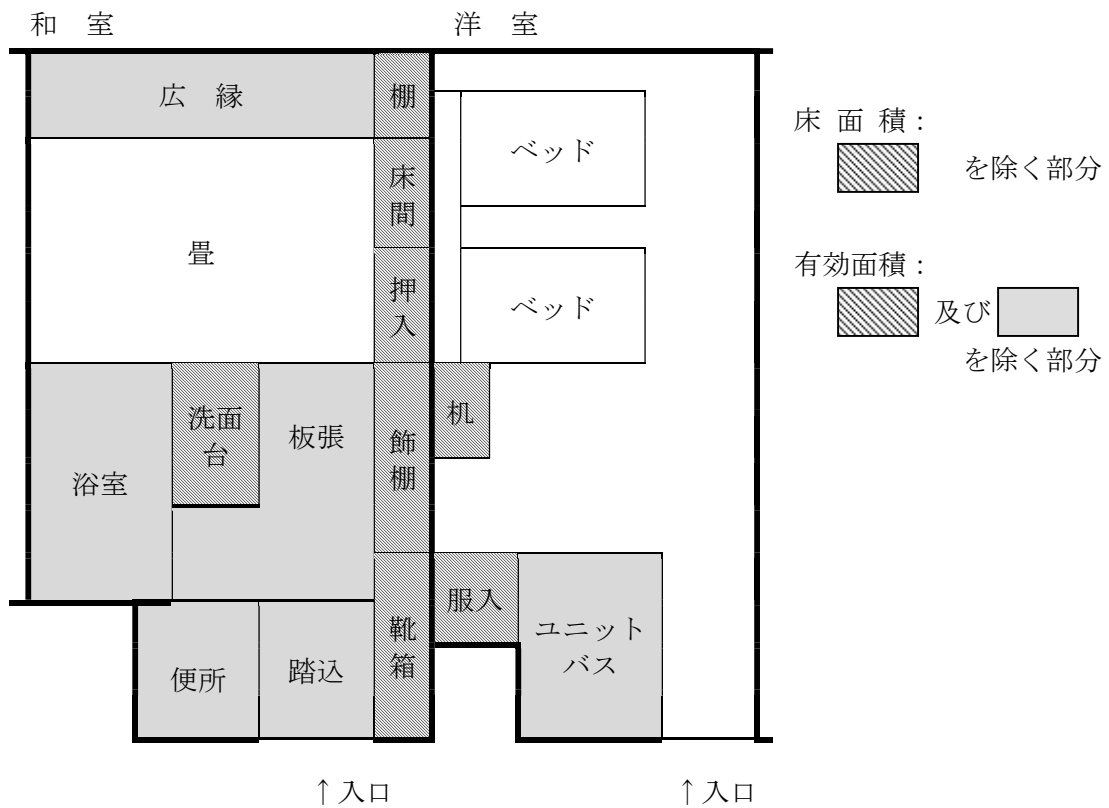 和　室
洋　室
広　縁
棚
床間
畳
押入
浴室
洗面台
板張
飾棚
便所
踏込
靴箱
ベッド
ベッド
机
服入
ユニット
バス
↑入口
↑入口
床 面 積：
を除く部分
有効面積：
及び
を除く部分